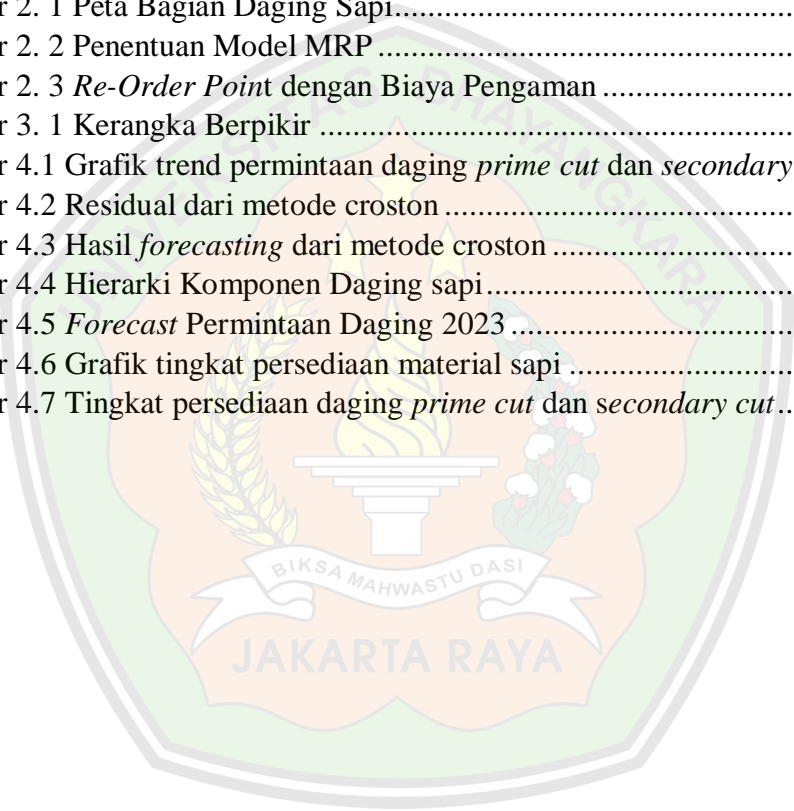 r 2. 1 Peta Bagian Daging Sapi........................................................
r 2. 2 Penentuan Model MRP ........................................................
r 2. 3 Re-Order Point dengan Biaya Pengaman ................................
r 3. 1 Kerangka Berpikir ................................................................
r 4.1 Grafik trend permintaan daging prime cut dan secondary
r 4.2 Residual dari metode croston ................................................
r 4.3 Hasil forecasting dari metode croston ....................................
r 4.4 Hierarki Komponen Daging sapi............................................
r 4.5 Forecast Permintaan Daging 2023 ........................................
r 4.6 Grafik tingkat persediaan material sapi ..................................
r 4.7 Tingkat persediaan daging prime cut dan secondary cut ..
UNIVERSITAS BHAYANGKARA
BIKSA MAHWASTU DASI
JAKARTA RAYA